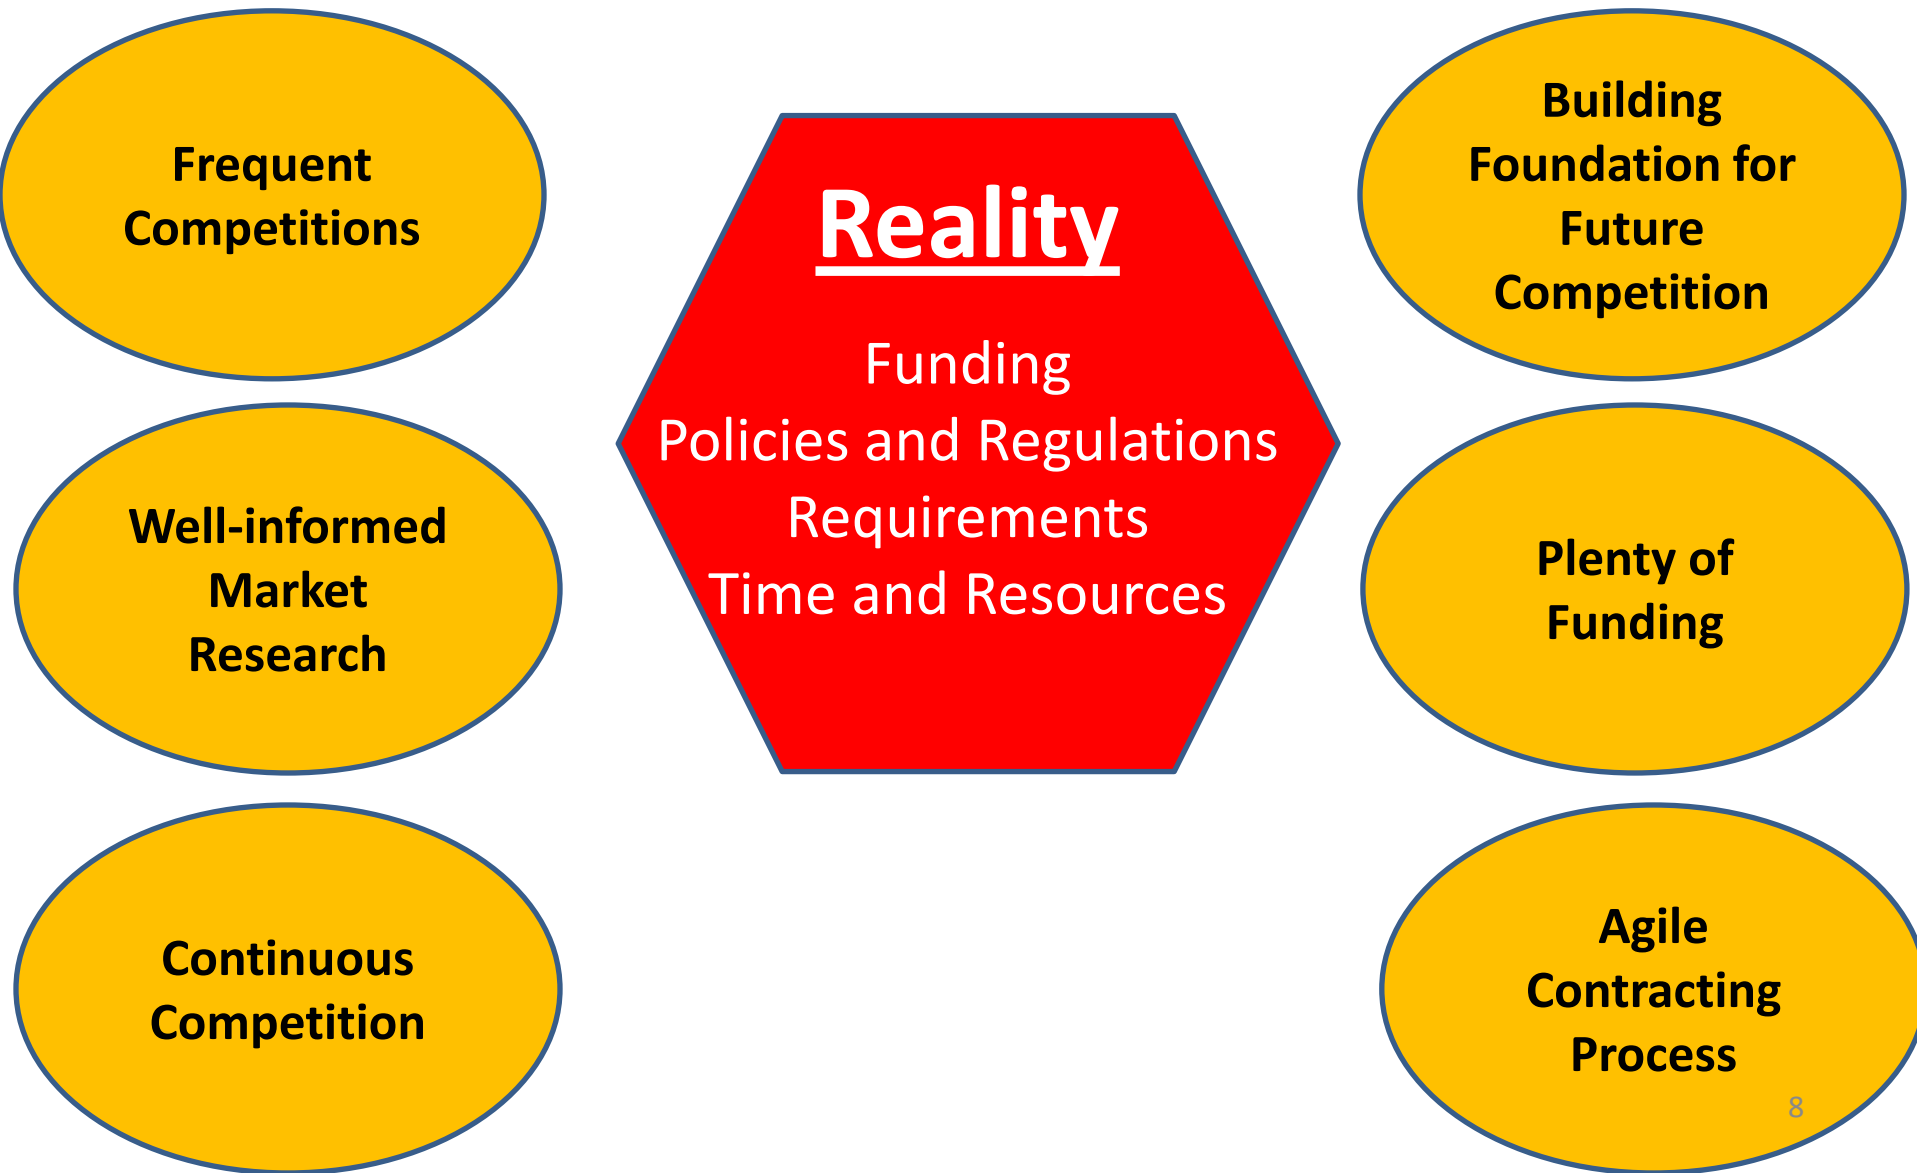 Frequent
Competitions
Well-informed
Market
Research
Continuous
Competition
Reality
Funding
Policies and Regulations
Requirements
Time and Resources
Building
Foundation for
Future
Competition
Plenty of
Funding
Agile
Contracting
Process
8